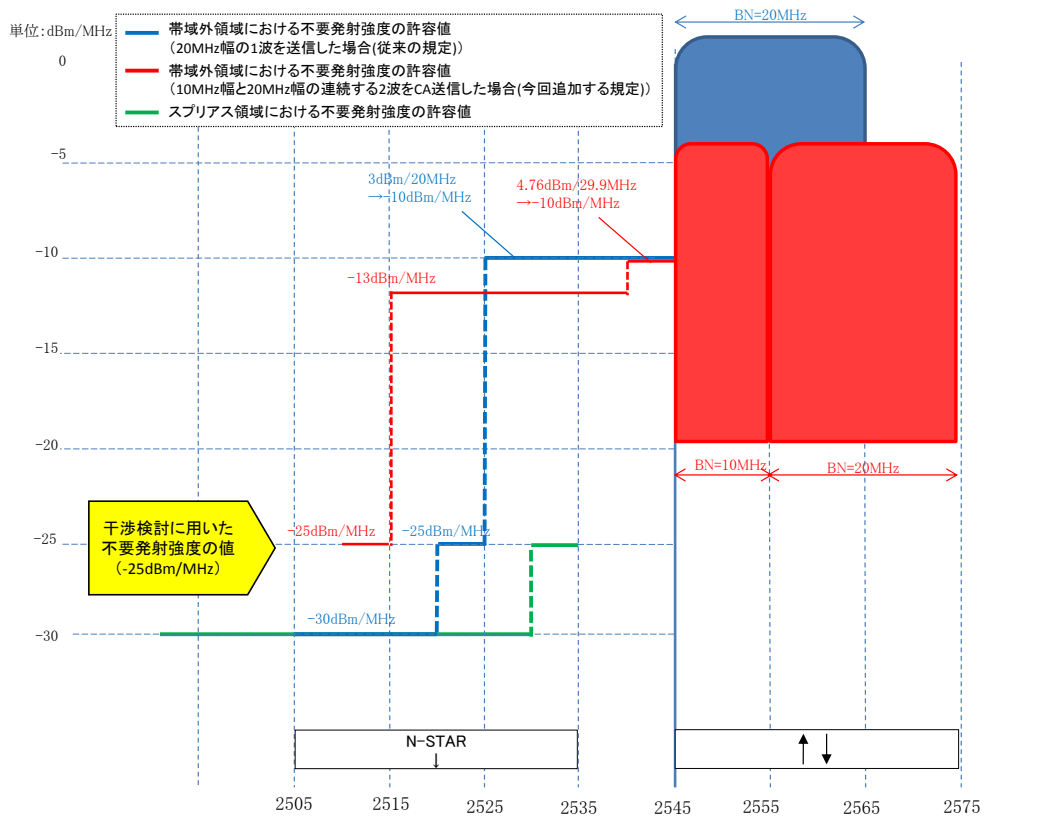 単位:dBm/MHz
帯域外領域における不要発射強度の許容値
（20MHz幅の1波を送信した場合(従来の規定)）
帯域外領域における不要発射強度の許容値
（10MHz幅と20MHz幅の連続する2波をCA送信した場合(今回追加する規定)）
スプリアス領域における不要発射強度の許容値
BN=20MHz
0
-5
3dBm/20MHz
→-10dBm/MHz
4.76dBm/29.9MHz
→-10dBm/MHz
-10
-13dBm/MHz
-15
-20
BN=10MHz
BN=20MHz
干渉検討に用いた
不要発射強度の値
（-25dBm/MHz）
-25dBm/MHz
-25dBm/MHz
-25
-30dBm/MHz
-30
N-STAR
↓
↑↓
2505
2515
2525
2535
2545
2555
2565
2575